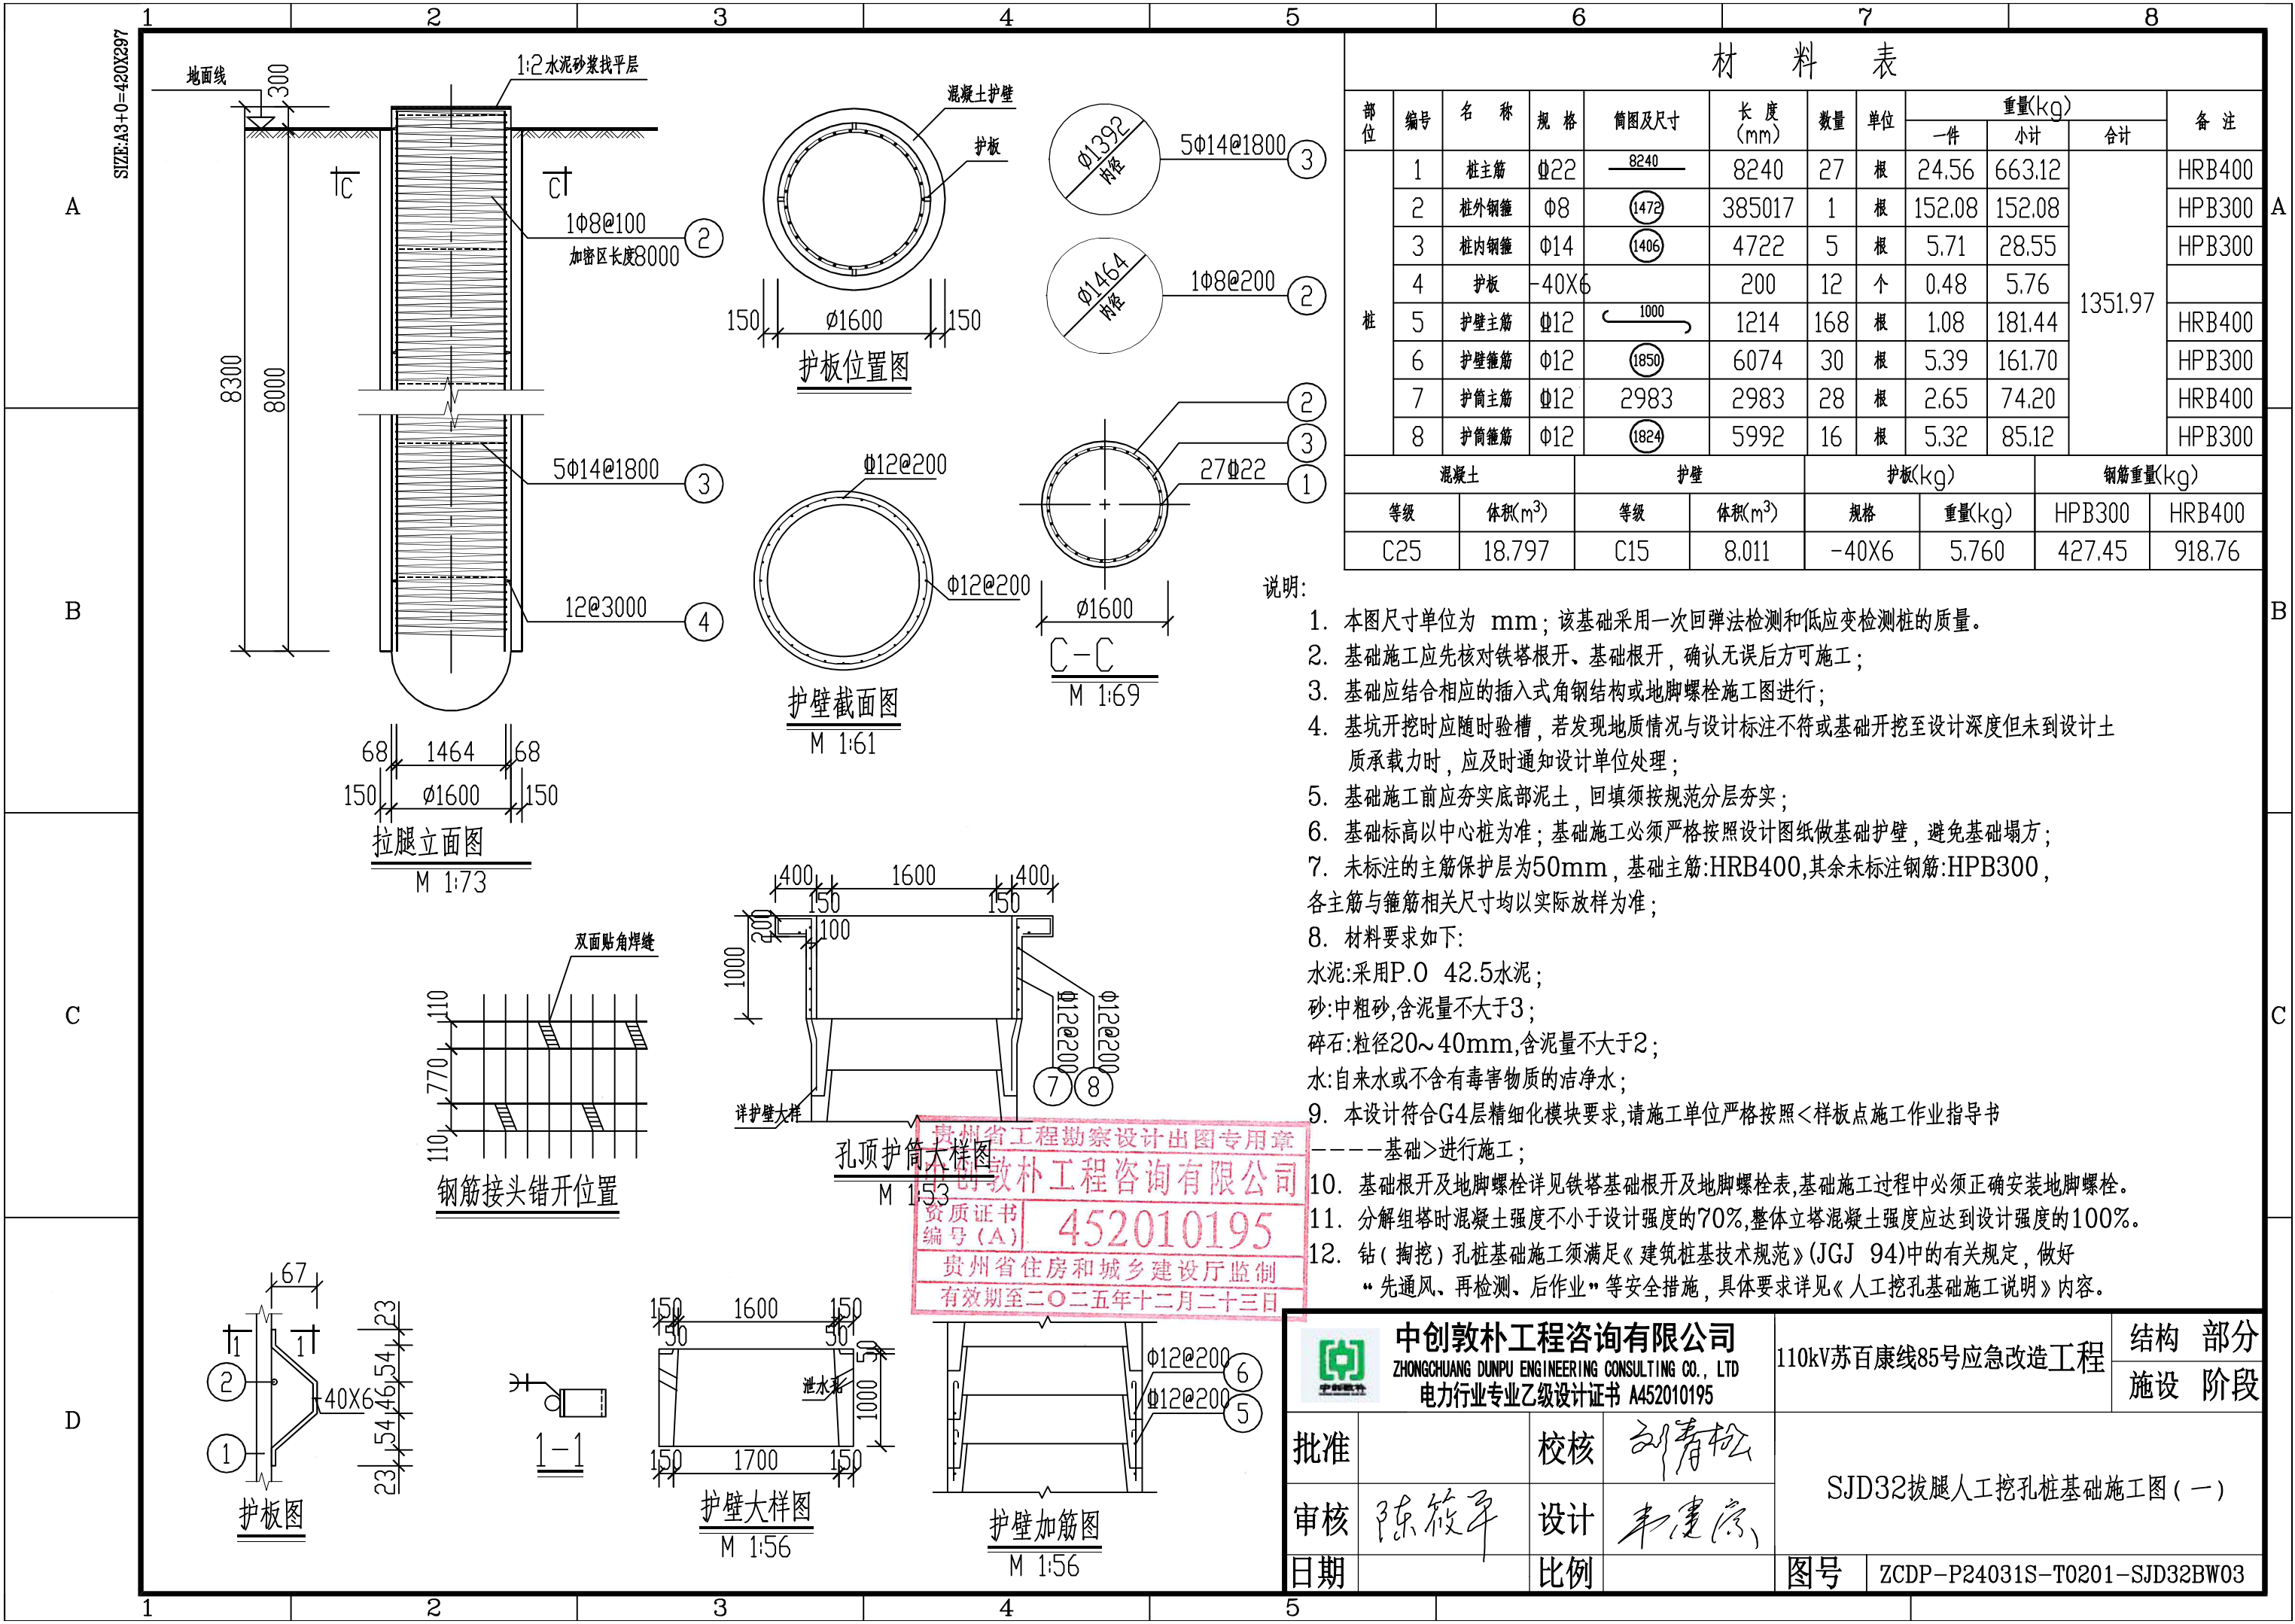 1 2 3 4 5 6 7 8
SIZE:A3+0=420X297
A
B
C
D
A
B
C
地面线
300
1:2水泥砂浆找平层
C
C
1Φ8@100
加密区长度8000
2
8300
8000
5Φ14@1800
3
12@3000
4
68 1464 68
150 Ø1600 150
拉腿立面图
M 1:73
混凝土护壁
护板
150 Ø1600 150
护板位置图
Ø1392
内径
5Φ14@1800
3
Ø1464
内径
1Φ8@200
2
Φ12@200
Φ12@200
护壁截面图
M 1:61
2
3
27Φ22
1
Ø1600
C-C
M 1:69
双面贴角焊缝
110
770
110
钢筋接头错开位置
400 1600 400
150 150
200
100
1000
Φ12@200
Φ12@200
7 8
详护壁大样
孔顶护筒大样图
M 1:53
贵州省工程勘察设计出图专用章
中创敦朴工程咨询有限公司
资质证书
编号(A)
452010195
贵州省住房和城乡建设厅监制
有效期至二〇二五年十二月二十三日
67
1 1
2
-40X6
1
23
54
46
54
23
护板图
1-1
150 1600 150
50 50
50
泄水孔
1000
150 1700 150
护壁大样图
M 1:56
Φ12@200
6
Φ12@200
5
护壁加筋图
M 1:56
材 料 表
部位 编号 名 称 规 格 简图及尺寸 长 度(mm) 数量 单位 重量(kg) 备 注
一件 小计 合计
桩
1 桩主筋 Φ22 8240 8240 27 根 24.56 663.12 HRB400
2 桩外钢箍 Φ8 1472 385017 1 根 152.08 152.08 HPB300
3 桩内钢箍 Φ14 1406 4722 5 根 5.71 28.55 HPB300
4 护板 -40X6 200 12 个 0.48 5.76
1351.97
5 护壁主筋 Φ12 1000 1214 168 根 1.08 181.44 HRB400
6 护壁箍筋 Φ12 1850 6074 30 根 5.39 161.70 HPB300
7 护筒主筋 Φ12 2983 2983 28 根 2.65 74.20 HRB400
8 护筒箍筋 Φ12 1824 5992 16 根 5.32 85.12 HPB300
混凝土 护壁 护板(kg) 钢筋重量(kg)
等级 体积(m³) 等级 体积(m³) 规格 重量(kg) HPB300 HRB400
C25 18.797 C15 8.011 -40X6 5.760 427.45 918.76
说明:
1. 本图尺寸单位为 mm；该基础采用一次回弹法检测和低应变检测桩的质量。
2. 基础施工应先核对铁塔根开、基础根开，确认无误后方可施工；
3. 基础应结合相应的插入式角钢结构或地脚螺栓施工图进行；
4. 基坑开挖时应随时验槽，若发现地质情况与设计标注不符或基础开挖至设计深度但未到设计土
质承载力时，应及时通知设计单位处理；
5. 基础施工前应夯实底部泥土，回填须按规范分层夯实；
6. 基础标高以中心桩为准；基础施工必须严格按照设计图纸做基础护壁，避免基础塌方；
7. 未标注的主筋保护层为50mm，基础主筋:HRB400,其余未标注钢筋:HPB300，
各主筋与箍筋相关尺寸均以实际放样为准；
8. 材料要求如下:
水泥:采用P.O 42.5水泥；
砂:中粗砂,含泥量不大于3；
碎石:粒径20~40mm,含泥量不大于2；
水:自来水或不含有毒害物质的洁净水；
9. 本设计符合G4层精细化模块要求,请施工单位严格按照<样板点施工作业指导书
----基础>进行施工；
10. 基础根开及地脚螺栓详见铁塔基础根开及地脚螺栓表,基础施工过程中必须正确安装地脚螺栓。
11. 分解组塔时混凝土强度不小于设计强度的70%,整体立塔混凝土强度应达到设计强度的100%。
12. 钻（掏挖）孔桩基础施工须满足《建筑桩基技术规范》(JGJ 94)中的有关规定，做好
“先通风、再检测、后作业”等安全措施，具体要求详见《人工挖孔基础施工说明》内容。
中创敦朴
中创敦朴工程咨询有限公司
ZHONGCHUANG DUNPU ENGINEERING CONSULTING CO., LTD
电力行业专业乙级设计证书 A452010195
110kV苏百康线85号应急改造工程
结构 部分
施设 阶段
批准 校核 刘青松
审核 陈筱平 设计
SJD32拔腿人工挖孔桩基础施工图(一)
日期 比例 图号 ZCDP-P24031S-T0201-SJD32BW03
1 2 3 4 5